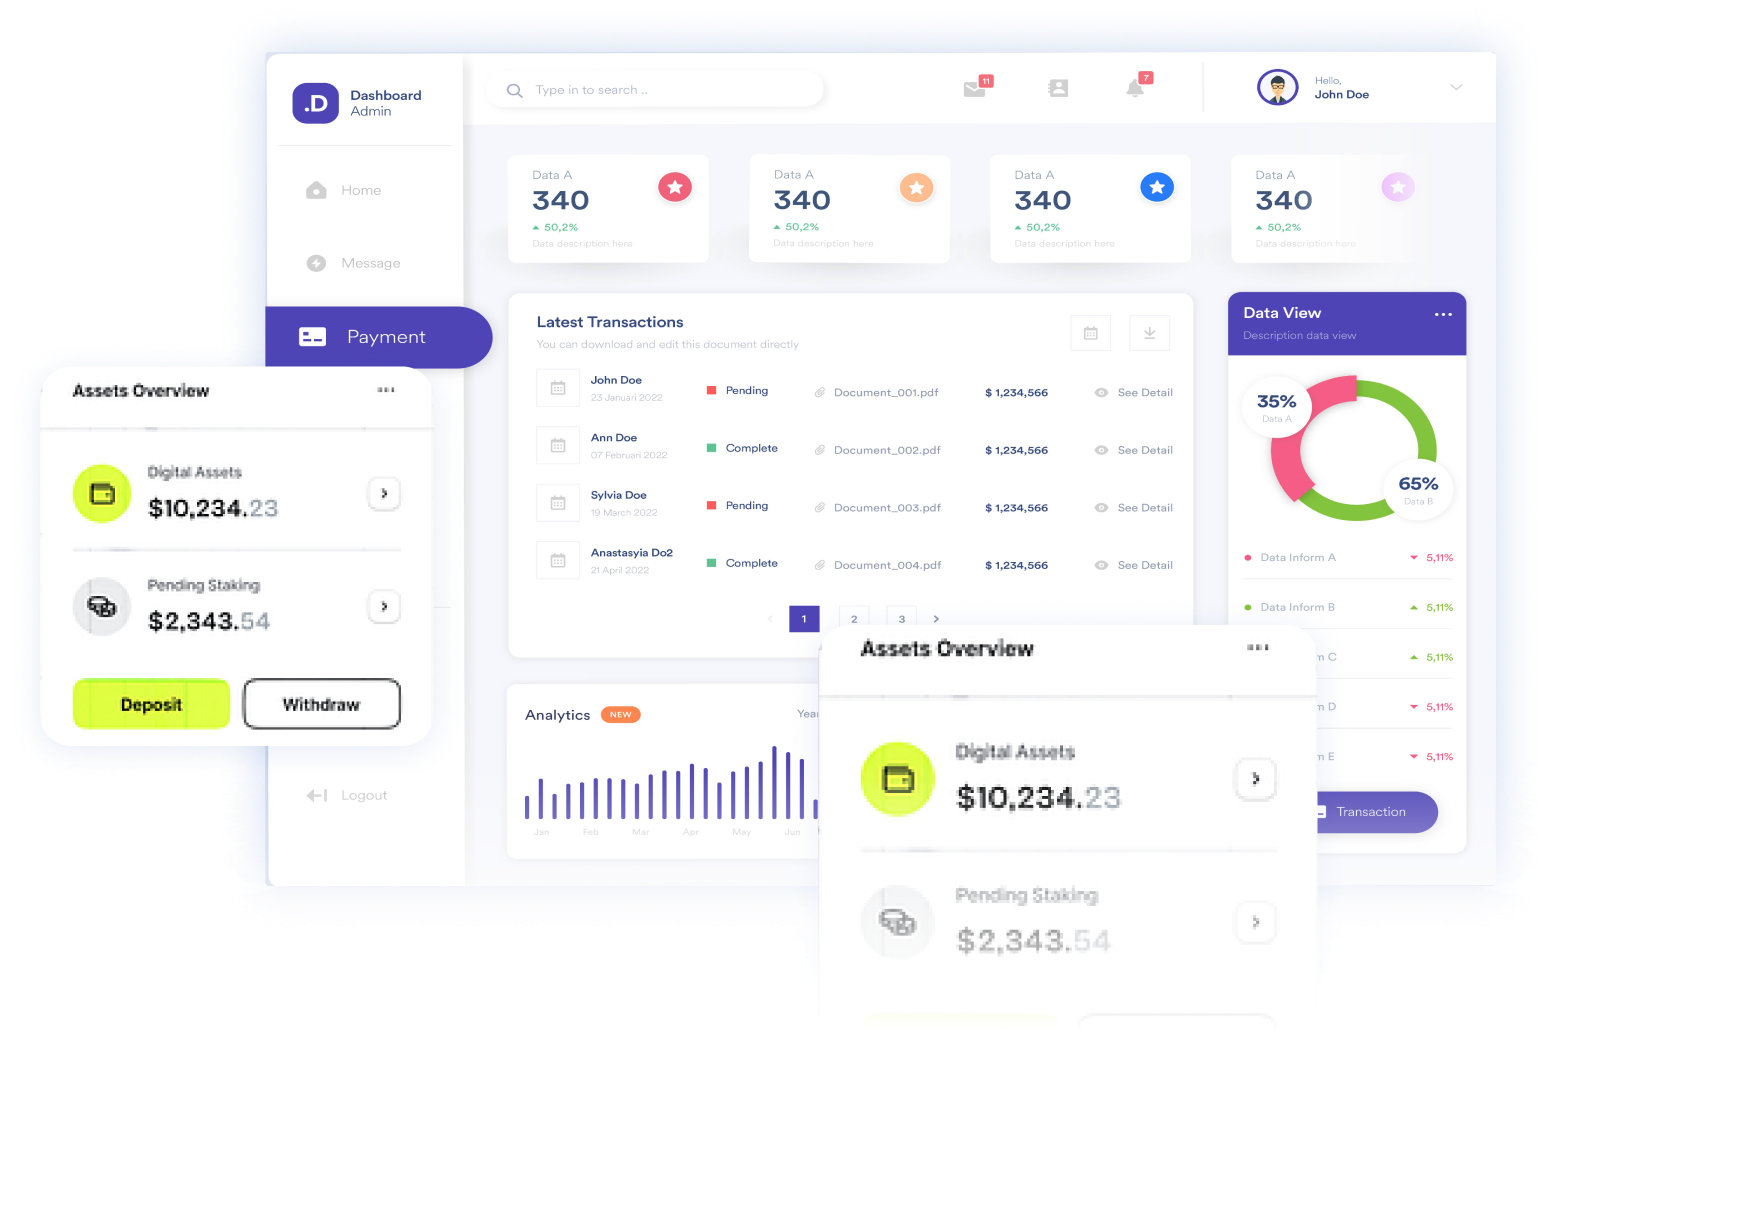 .D
Dashboard
Admin
Type in to search ..
11
7
Hello,
John Doe
Home
Message
Payment
Logout
Data A
340
50,2%
Data description here
Data A
340
50,2%
Data description here
Data A
340
50,2%
Data description here
Data A
340
50,2%
Data description here
Latest Transactions
You can download and edit this document directly
John Doe
23 Januari 2022
Pending
Document_001.pdf
$ 1,234,566
See Detail
Ann Doe
07 Februari 2022
Complete
Document_002.pdf
$ 1,234,566
See Detail
Sylvia Doe
19 March 2022
Pending
Document_003.pdf
$ 1,234,566
See Detail
Anastasyia Do2
21 April 2022
Complete
Document_004.pdf
$ 1,234,566
See Detail
1 2 3
Data View
Description data view
35%
Data A
65%
Data B
Data Inform A 5,11%
Data Inform B 5,11%
C 5,11%
D 5,11%
E 5,11%
Transaction
Assets Overview
Digital Assets
$10,234.23
Pending Staking
$2,343.54
Deposit
Withdraw
Analytics
NEW
Jan Feb Mar Apr May Jun
Assets Overview
Digital Assets
$10,234.23
Pending Staking
$2,343.54